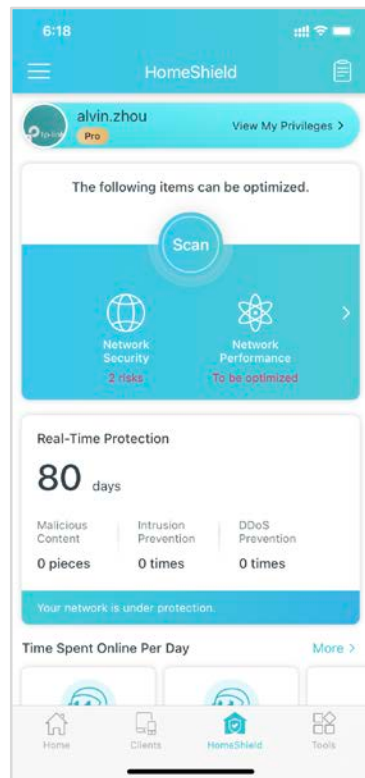 6:18
HomeShield
alvin.zhou
tp-link
Pro
View My Privileges >
The following items can be optimized.
Scan
Network
Security
2 risks
Network
Performance
To be optimized
Real-Time Protection
80 days
Malicious
Content
0 pieces
Intrusion
Prevention
0 times
DDoS
Prevention
0 times
Your network is under protection.
Time Spent Online Per Day
More >
Home
Clients
HomeShield
Tools